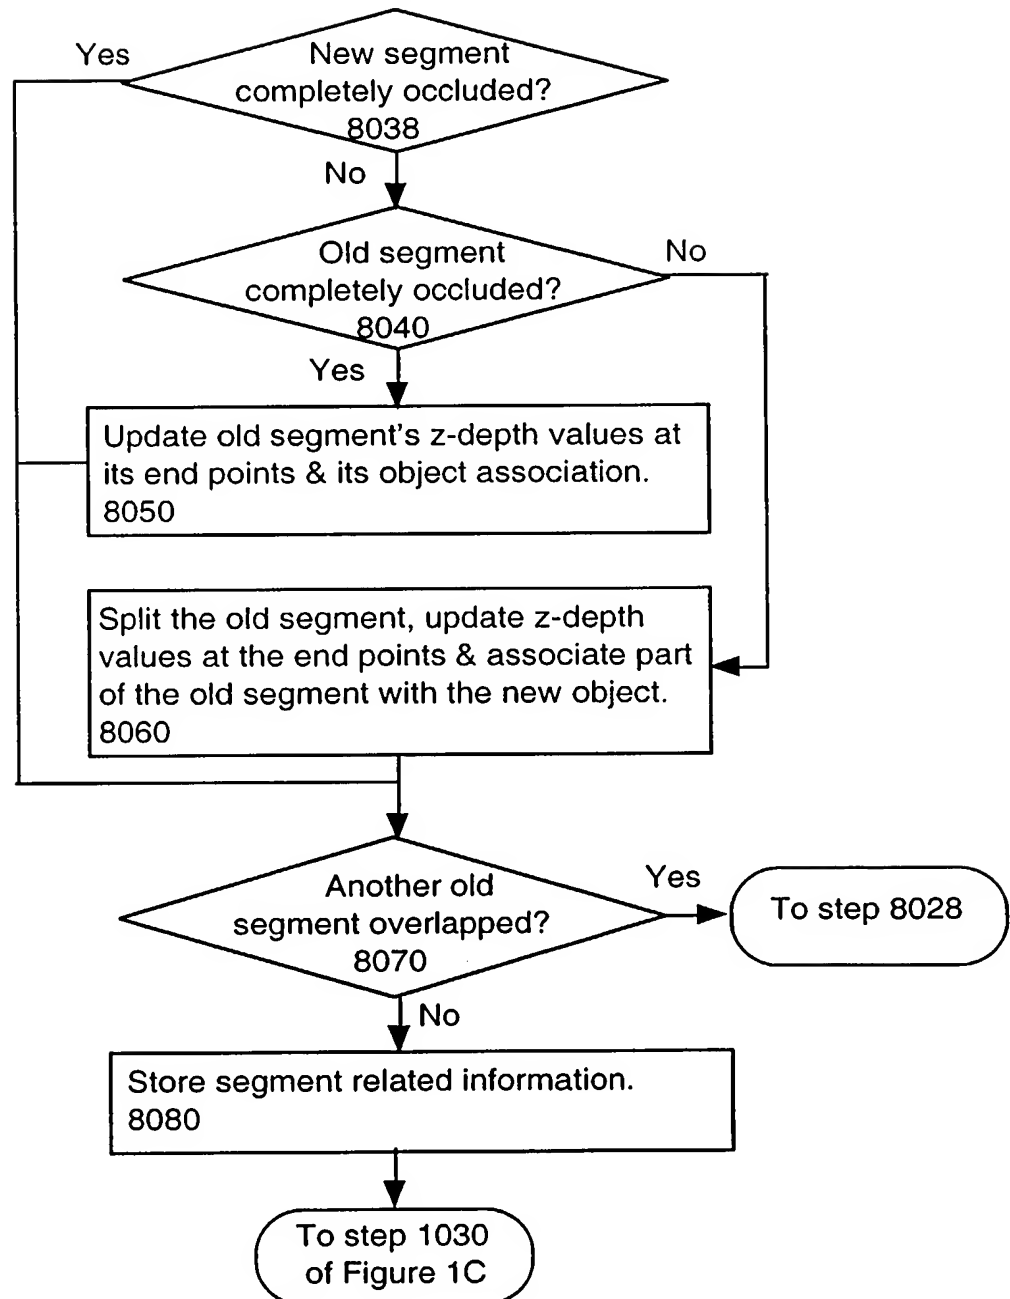 Yes
New segment
completely occluded?
8038
No
Old segment
completely occluded?
8040
No
Yes
Update old segment's z-depth values at
its end points & its object association.
8050
Split the old segment, update z-depth
values at the end points & associate part
of the old segment with the new object.
8060
Another old
segment overlapped?
8070
Yes
To step 8028
No
Store segment related information.
8080
To step 1030
of Figure 1C